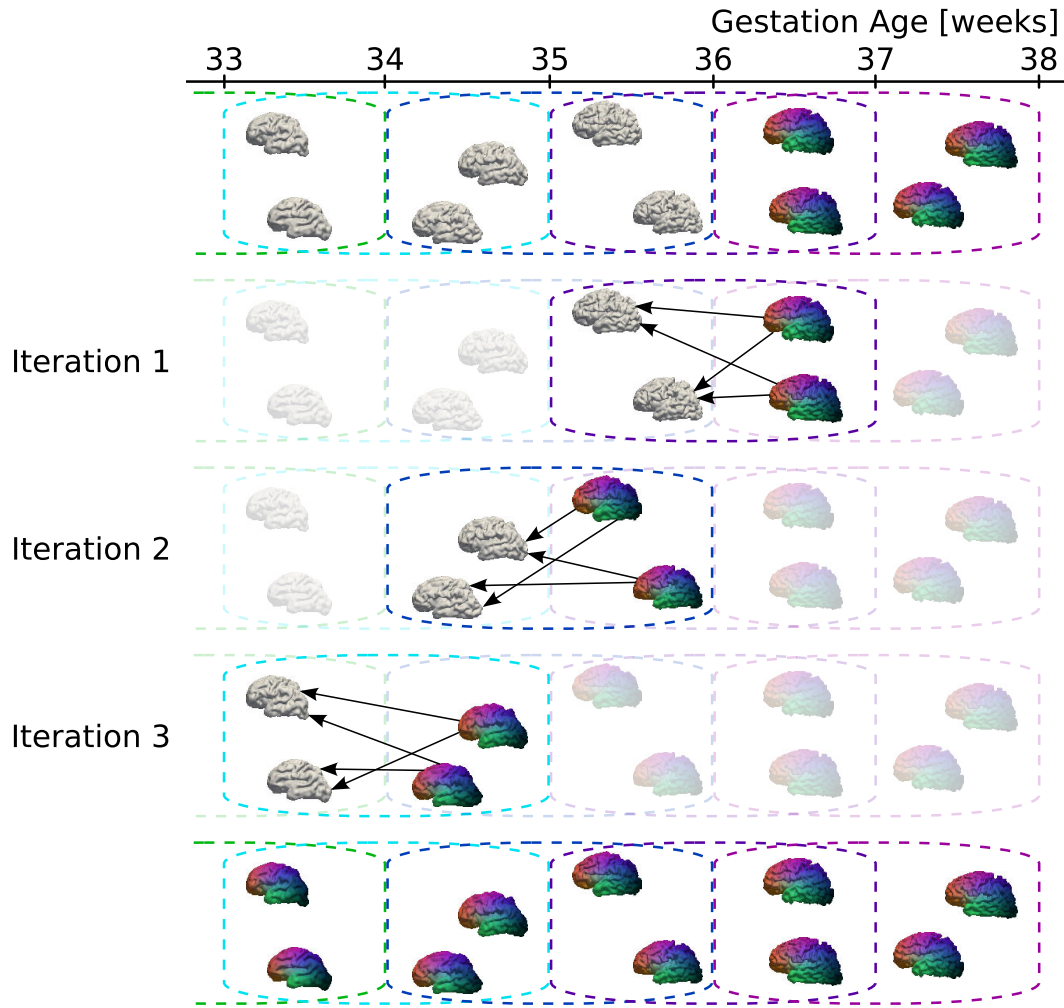 Gestation Age [weeks]
33 34 35 36 37 38
Iteration 1
Iteration 2
Iteration 3